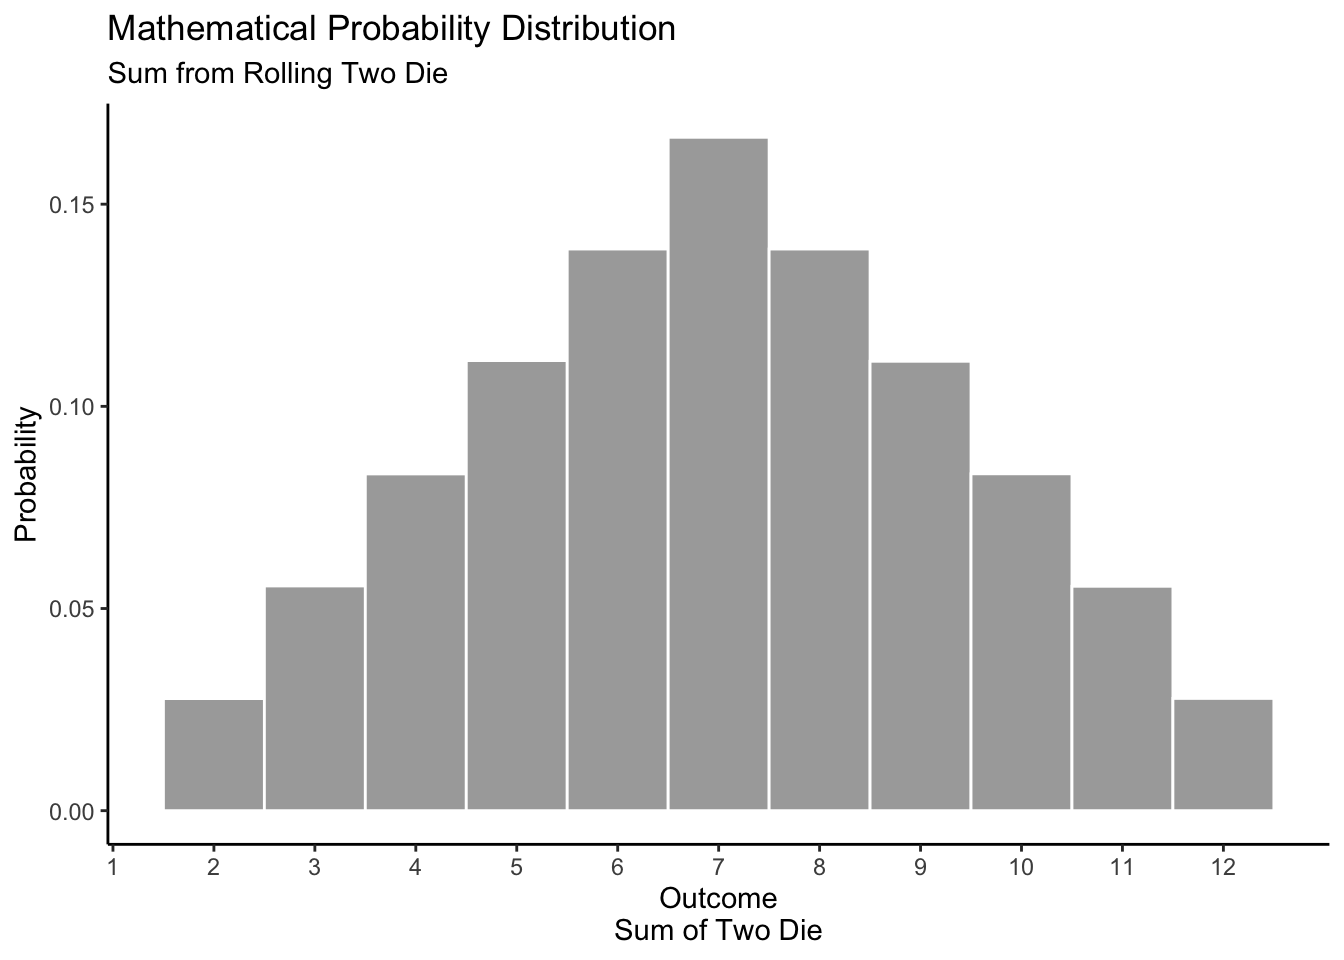 Mathematical Probability Distribution
Sum from Rolling Two Die
Probability
0.15
0.10
0.05
0.00
1 2 3 4 5 6 7 8 9 10 11 12
Outcome
Sum of Two Die